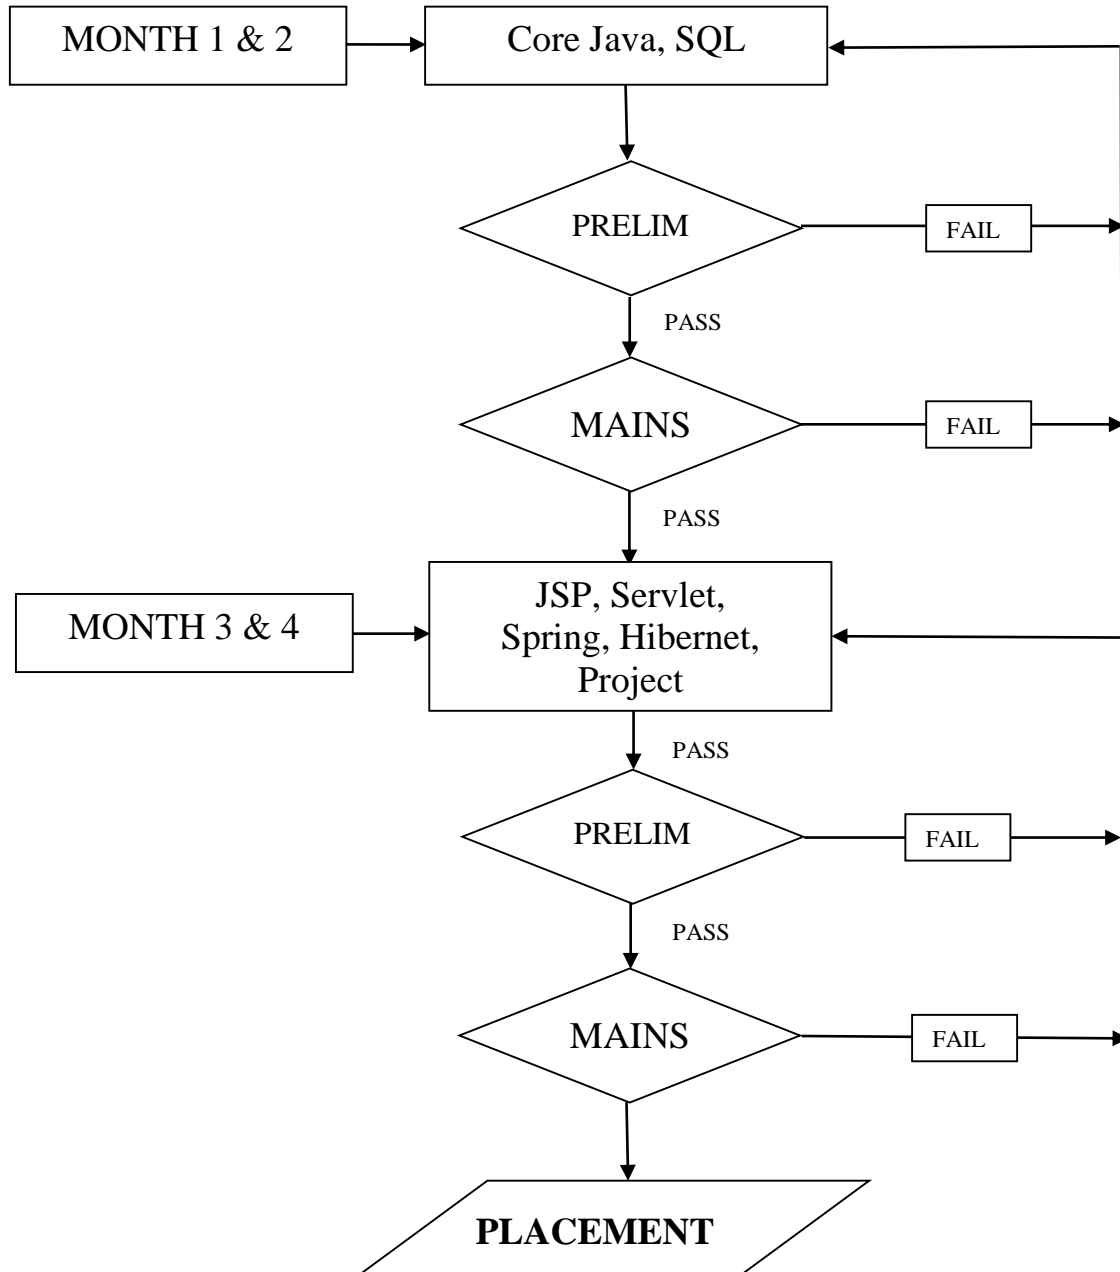 MONTH 1 & 2
Core Java, SQL
PRELIM
FAIL
PASS
MAINS
FAIL
PASS
MONTH 3 & 4
JSP, Servlet,
Spring, Hibernet,
Project
PASS
PRELIM
FAIL
PASS
MAINS
FAIL
PLACEMENT